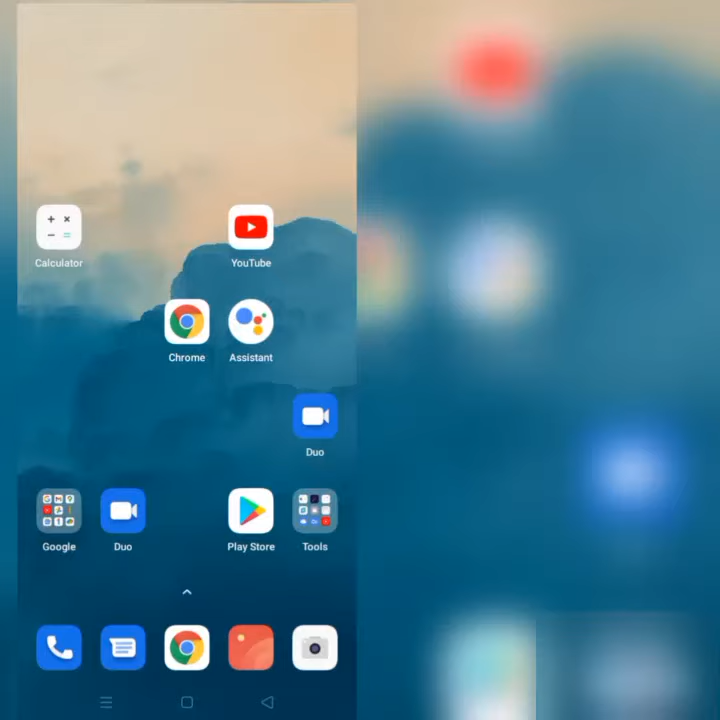 Calculator
YouTube
Chrome
Assistant
Duo
Google
Duo
Play Store
Tools